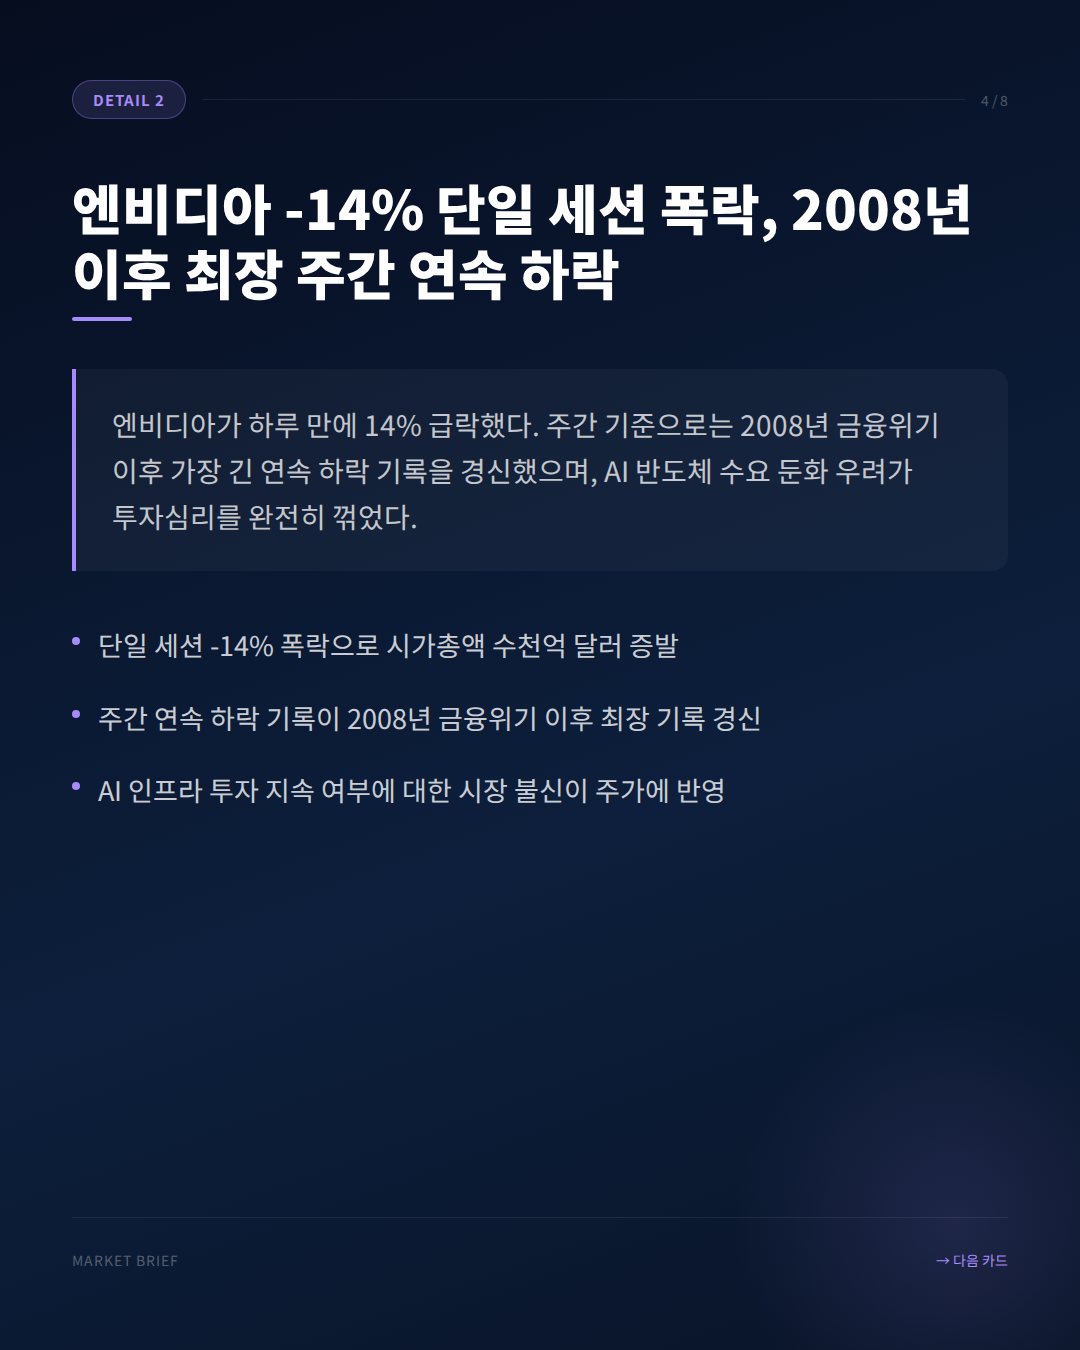 DETAIL 2
4 / 8
엔비디아 -14% 단일 세션 폭락, 2008년
이후 최장 주간 연속 하락
엔비디아가 하루 만에 14% 급락했다. 주간 기준으로는 2008년 금융위기
이후 가장 긴 연속 하락 기록을 경신했으며, AI 반도체 수요 둔화 우려가
투자심리를 완전히 꺾었다.
• 단일 세션 -14% 폭락으로 시가총액 수천억 달러 증발
• 주간 연속 하락 기록이 2008년 금융위기 이후 최장 기록 경신
• AI 인프라 투자 지속 여부에 대한 시장 불신이 주가에 반영
MARKET BRIEF
→ 다음 카드